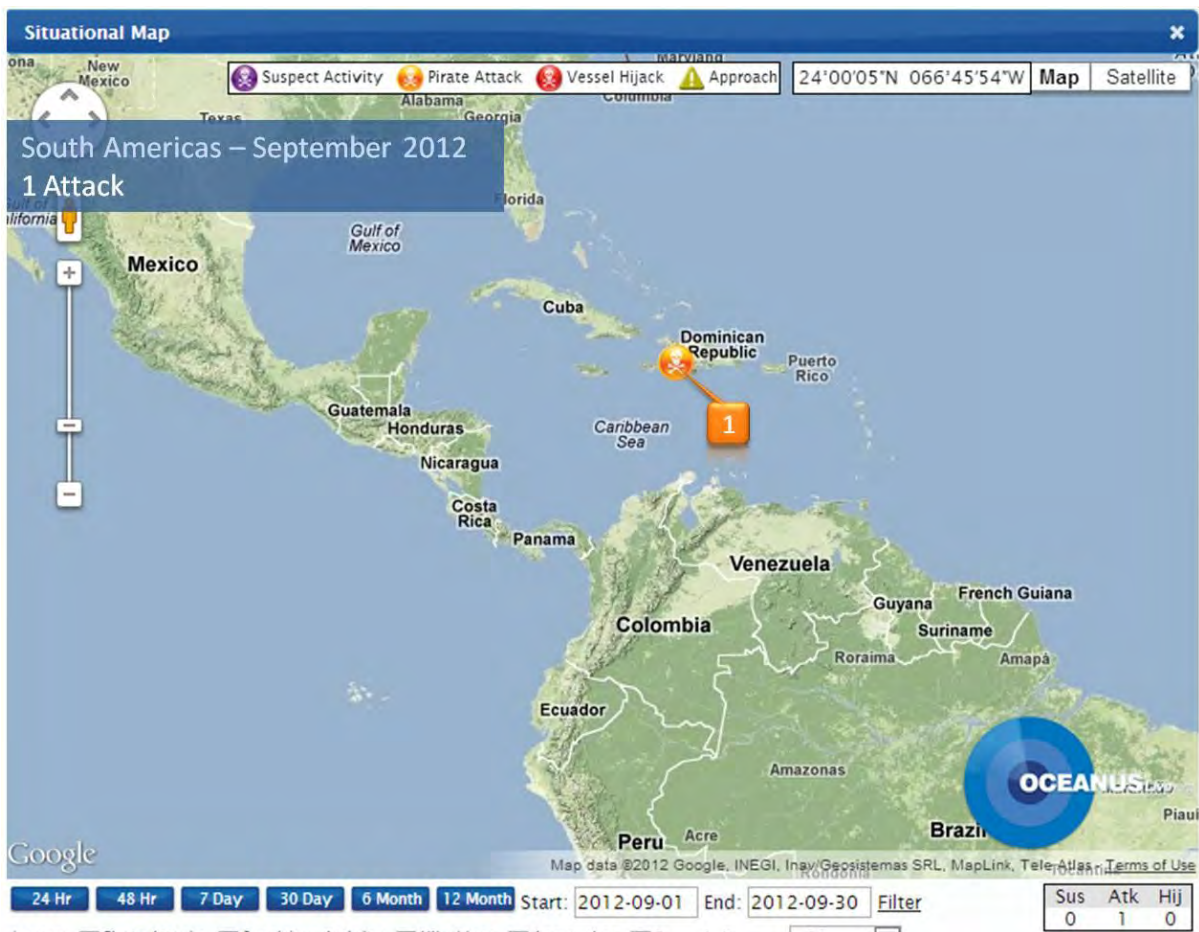 Situational Map
ona
New Mexico
Suspect Activity Pirate Attack Vessel Hijack Approach
24°00'05"N 066°45'54"W Map Satellite
Maryland
Columbia
Alabama
Georgia
Texas
South Americas – September 2012
1 Attack
Florida
Gulf of
Mexico
Mexico
Cuba
Dominican
Republic
Puerto
Rico
1
Guatemala
Honduras
Caribbean
Sea
Nicaragua
Costa
Rica
Panama
Venezuela
Guyana
French Guiana
Suriname
Colombia
Roraima
Amapá
Ecuador
Amazonas
OCEANUS
Piauí
Brazil
Peru
Acre
Google
Map data ©2012 Google, INEGI, Inav/Geosistemas SRL, MapLink, Tele Atlas - Terms of Use
24 Hr 48 Hr 7 Day 30 Day 6 Month 12 Month Start: 2012-09-01 End: 2012-09-30 Filter
Sus Atk Hij
0 1 0